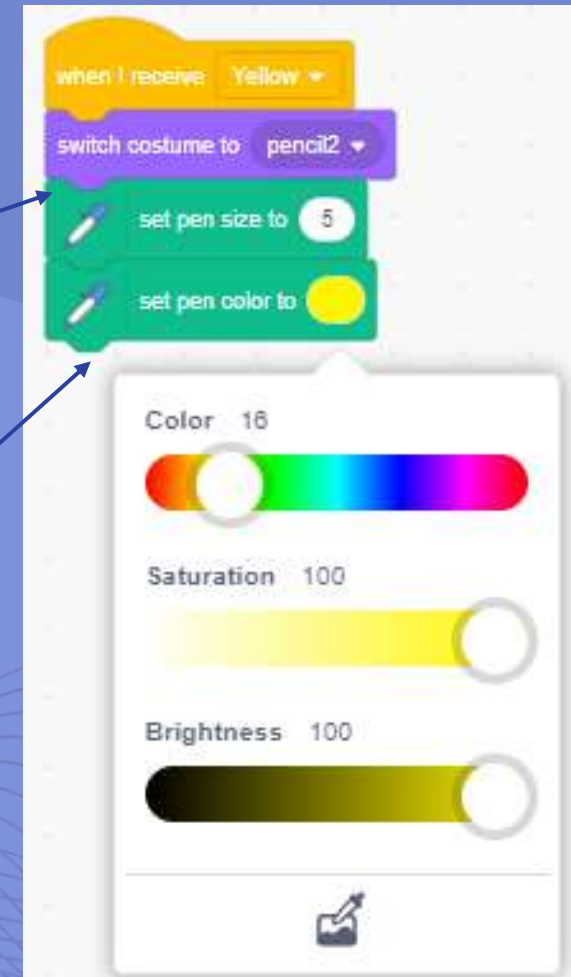 when I receive Yellow
switch costume to pencil2
set pen size to 5
set pen color to
Color 16
Saturation 100
Brightness 100